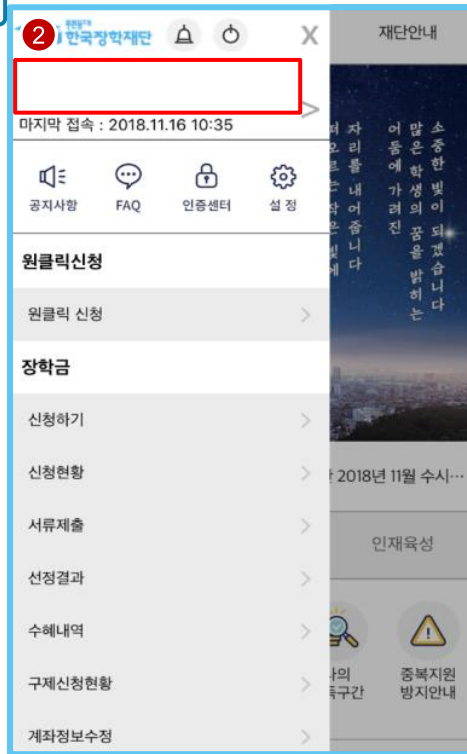 2
한국장학재단
X
재단안내
마지막 접속 : 2018.11.16 10:35
>
공지사항
FAQ
인증센터
설 정
원클릭신청
원클릭 신청
장학금
신청하기
신청현황
서류제출
선정결과
수혜내역
구제신청현황
계좌정보수정
소중한 빛이 되겠습니다
많은 학생의 꿈을 밝히는
어둠에 가려진
자리를 내어줍니다
2018년 11월 수시…
인재육성
중복지원
방지안내